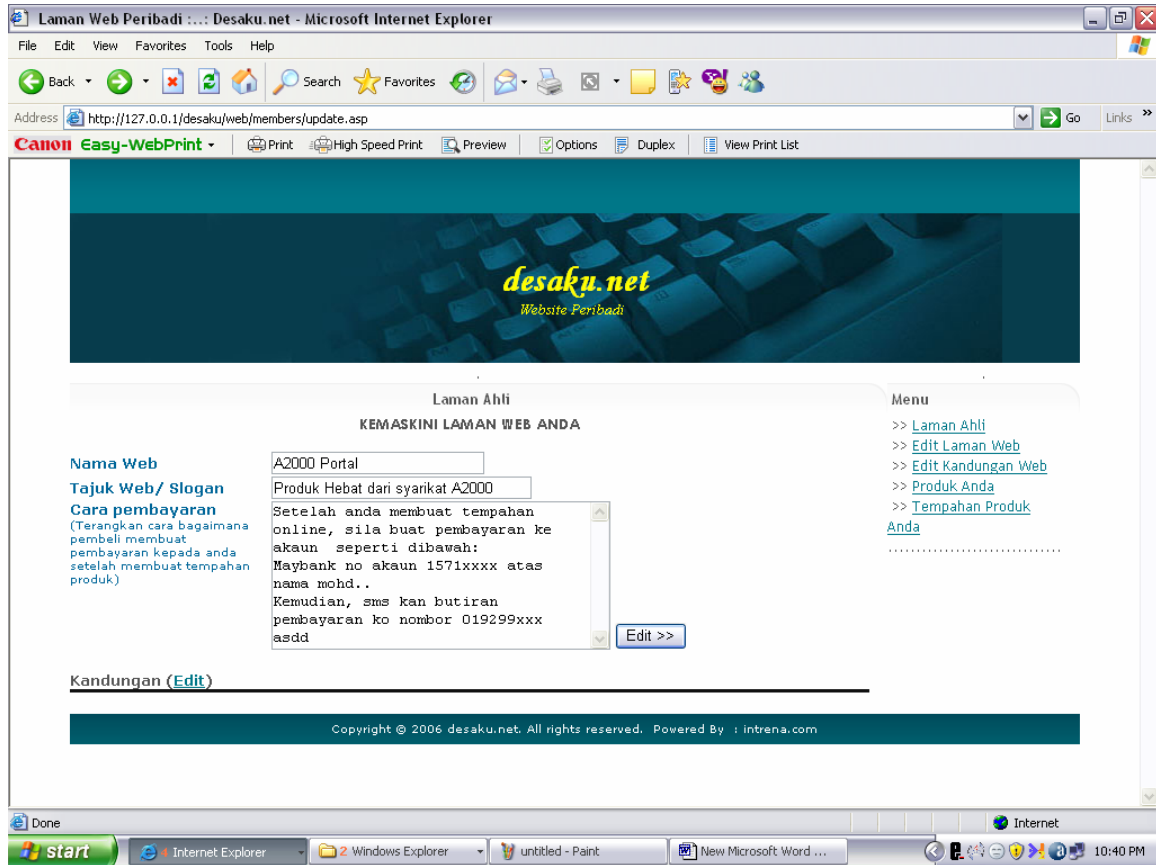 Laman Web Peribadi :..: Desaku.net - Microsoft Internet Explorer
File Edit View Favorites Tools Help
Back Search Favorites
Address http://127.0.0.1/desaku/web/members/update.asp Go Links »
Canon Easy-WebPrint Print High Speed Print Preview Options Duplex View Print List
desaku.net
Website Peribadi
Laman Ahli
KEMASKINI LAMAN WEB ANDA
Nama Web A2000 Portal
Tajuk Web/ Slogan Produk Hebat dari syarikat A2000
Cara pembayaran
(Terangkan cara bagaimana
pembeli membuat
pembayaran kepada anda
setelah membuat tempahan
produk)
Setelah anda membuat tempahan
online, sila buat pembayaran ke
akaun seperti dibawah:
Maybank no akaun 1571xxxx atas
nama mohd..
Kemudian, sms kan butiran
pembayaran ko nombor 019299xxx
asdd
Edit >>
Kandungan (Edit)
Menu
>> Laman Ahli
>> Edit Laman Web
>> Edit Kandungan Web
>> Produk Anda
>> Tempahan Produk
Anda
Copyright © 2006 desaku.net. All rights reserved. Powered By : intrena.com
Done Internet
start 4 Internet Explorer 2 Windows Explorer untitled - Paint New Microsoft Word ... 10:40 PM